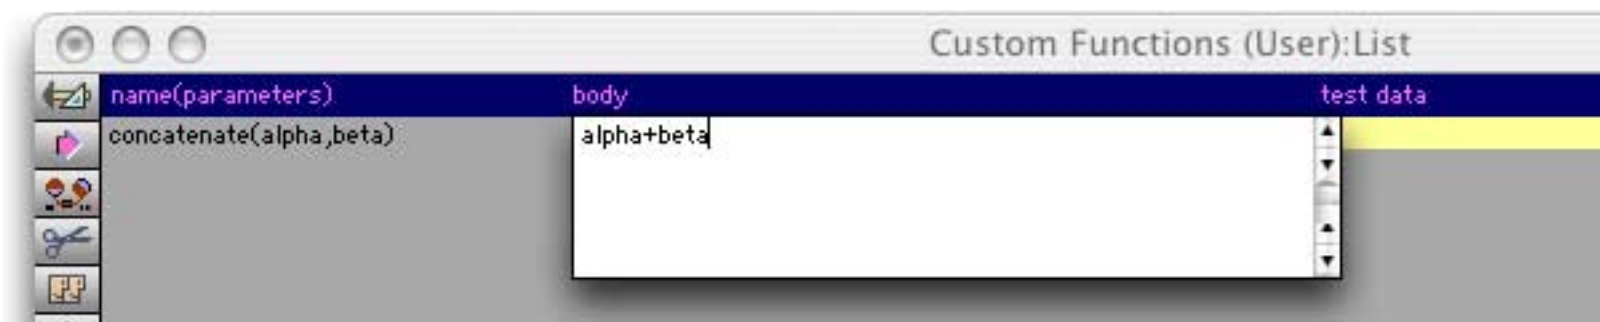 Custom Functions (User):List
name(parameters) body test data
concatenate(alpha,beta) alpha+beta